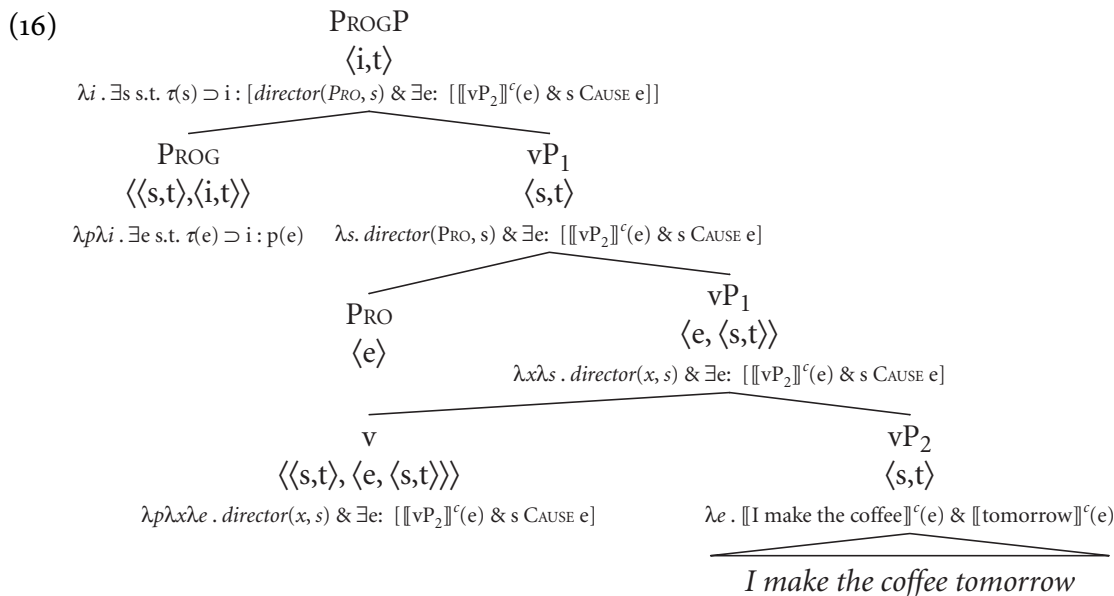 (16)
PROGP
⟨i,t⟩
λi . ∃s s.t. τ(s) ⊃ i : [director(PRO, s) & ∃e: [⟦vP₂⟧ᶜ(e) & s CAUSE e]]
PROG vP₁
⟨⟨s,t⟩,⟨i,t⟩⟩ ⟨s,t⟩
λpλi . ∃e s.t. τ(e) ⊃ i : p(e) λs. director(PRO, s) & ∃e: [⟦vP₂⟧ᶜ(e) & s CAUSE e]
PRO vP₁
⟨e⟩ ⟨e, ⟨s,t⟩⟩
λxλs . director(x, s) & ∃e: [⟦vP₂⟧ᶜ(e) & s CAUSE e]
v vP₂
⟨⟨s,t⟩, ⟨e, ⟨s,t⟩⟩⟩ ⟨s,t⟩
λpλxλe . director(x, s) & ∃e: [⟦vP₂⟧ᶜ(e) & s CAUSE e] λe . ⟦I make the coffee⟧ᶜ(e) & ⟦tomorrow⟧ᶜ(e)
I make the coffee tomorrow